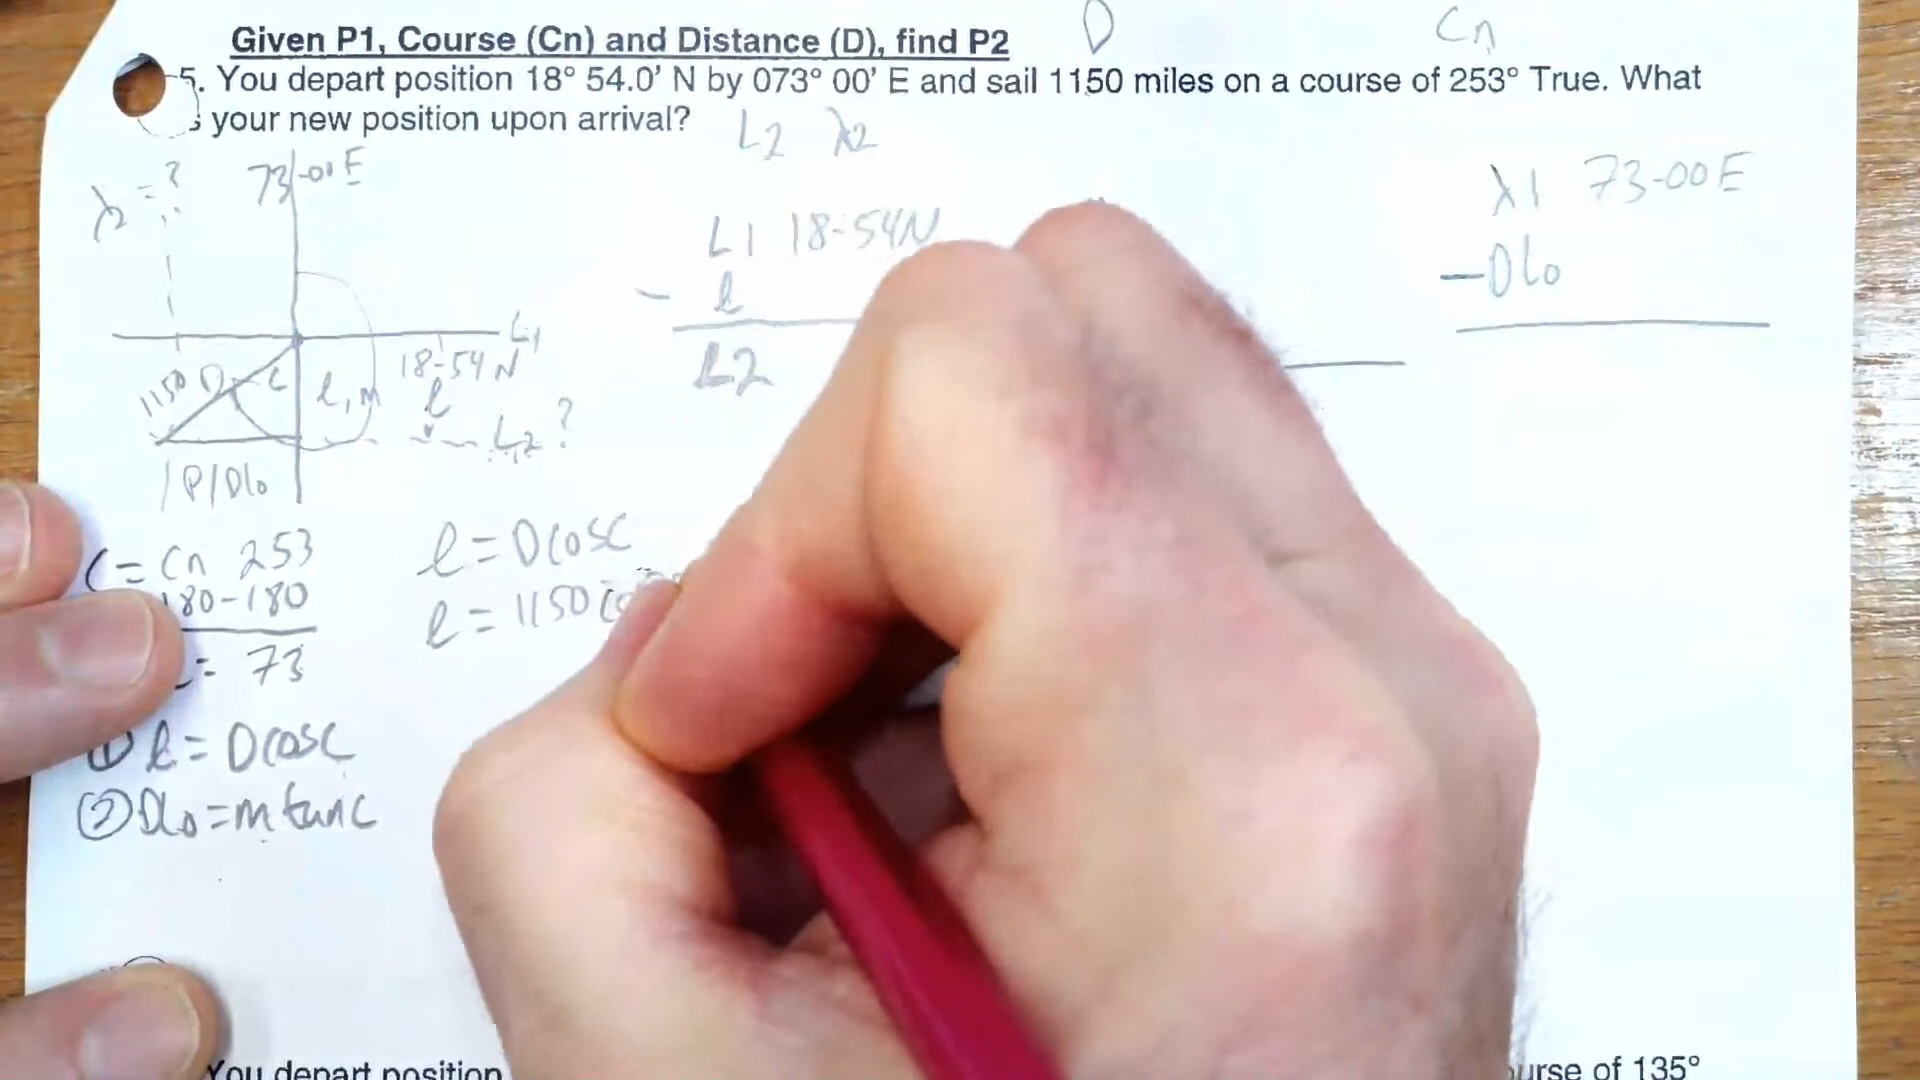 D Cn
Given P1, Course (Cn) and Distance (D), find P2
5. You depart position 18° 54.0' N by 073° 00' E and sail 1150 miles on a course of 253° True. What
s your new position upon arrival? L2 λ2
λ2 = ? 73-00 E
L1 18-54N
- l
L2
λ1 73-00 E
- Dlo
L1
18-54 N
1150 D C l, m l
L2 ?
P/Dlo
C = Cn 253
180-180
= 73
l = D cos C
l = 1150
① l = D cos C
② Dlo = m tan C
You depart position
urse of 135°